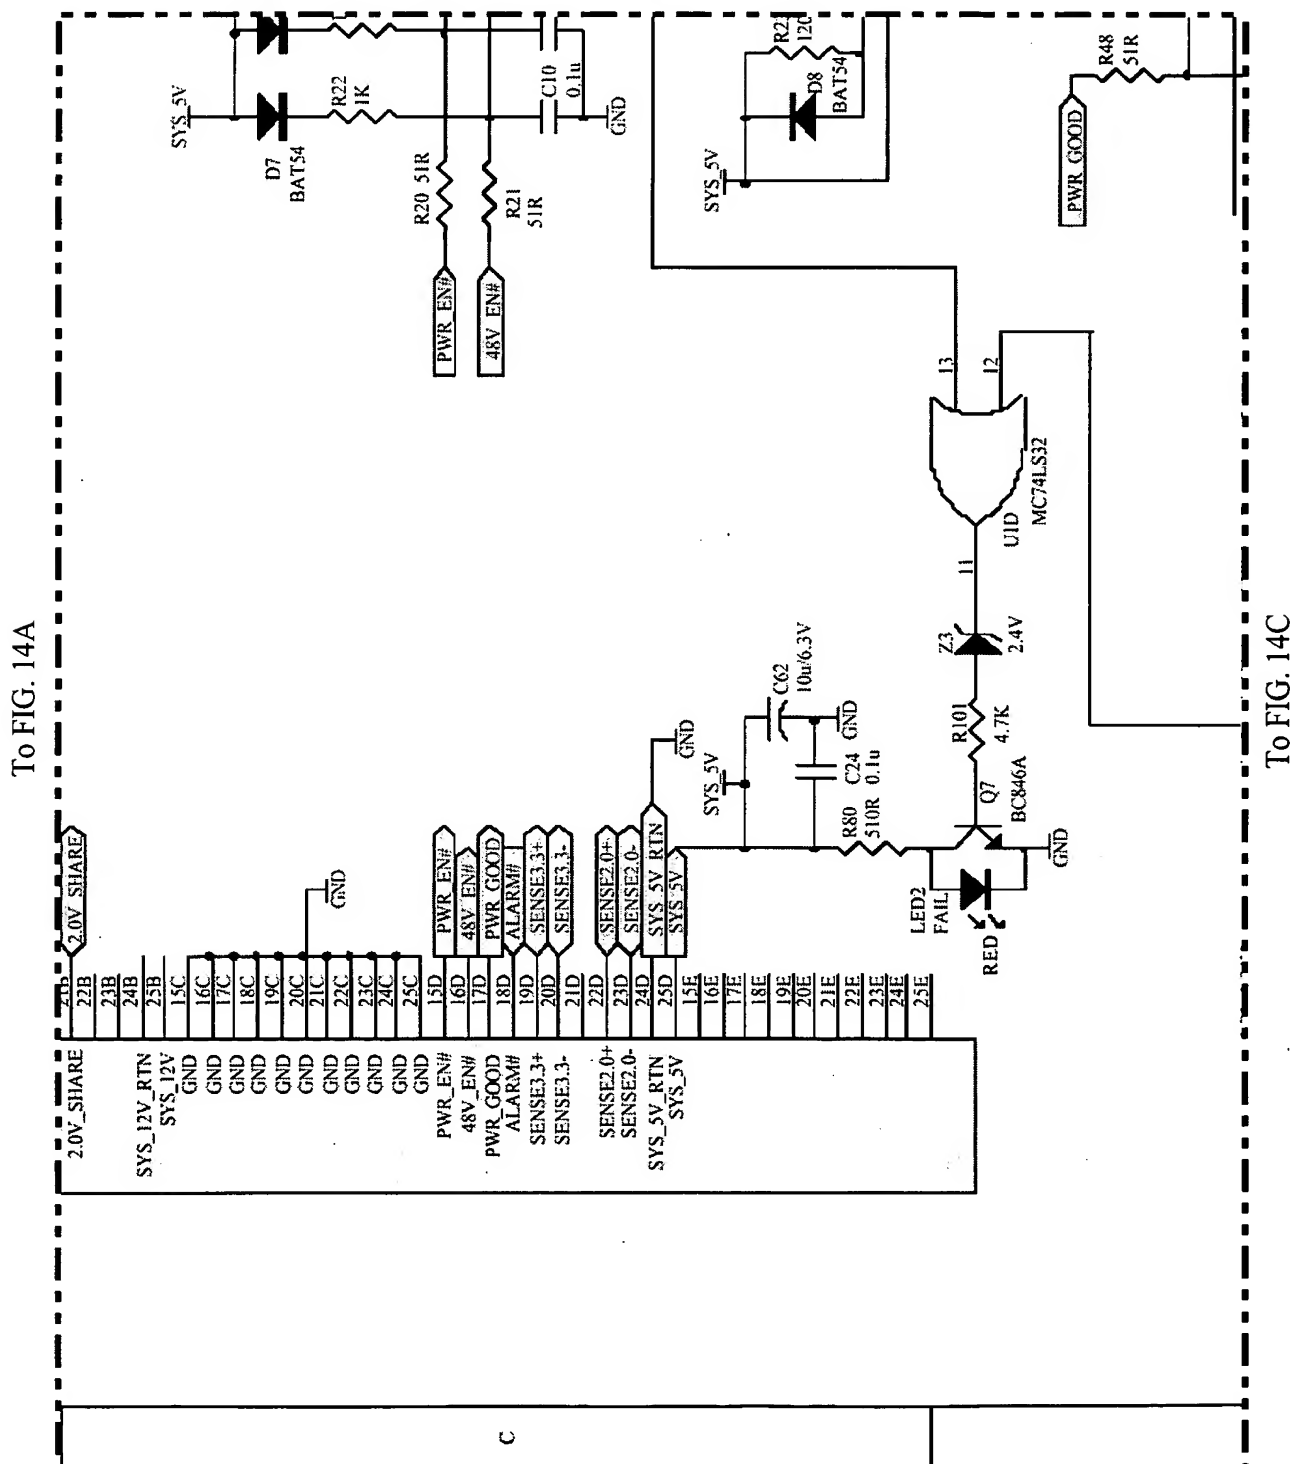 To FIG. 14A
SYS_5V
D7
BAT54
R22
1K
C10
0.1u
GND
R20 51R
R21
51R
PWR_EN#
48V_EN#
120
D8
BAT54
SYS_5V
R48
51R
PWR_GOOD
13
12
U1D
MC74LS32
11
Z3
2.4V
R101
4.7K
Q7
BC846A
GND
LED2
FAIL
RED
R80
510R
C24
0.1u
GND
C62
10u/6.3V
SYS_5V
GND
2.0V_SHARE
GND
PWR_EN#
48V_EN#
PWR_GOOD
ALARM#
SENSE3.3+
SENSE3.3-
SENSE2.0+
SENSE2.0-
SYS_5V_RTN
SYS_5V
21B
22B
23B
24B
25B
15C
16C
17C
18C
19C
20C
21C
22C
23C
24C
25C
15D
16D
17D
18D
19D
20D
21D
22D
23D
24D
25D
15E
16E
17E
18E
19E
20E
21E
22E
23E
24E
25E
2.0V_SHARE
SYS_12V_RTN
SYS_12V
GND
GND
GND
GND
GND
GND
GND
GND
GND
GND
GND
PWR_EN#
48V_EN#
PWR_GOOD
ALARM#
SENSE3.3+
SENSE3.3-
SENSE2.0+
SENSE2.0-
SYS_5V_RTN
SYS_5V
C
To FIG. 14C